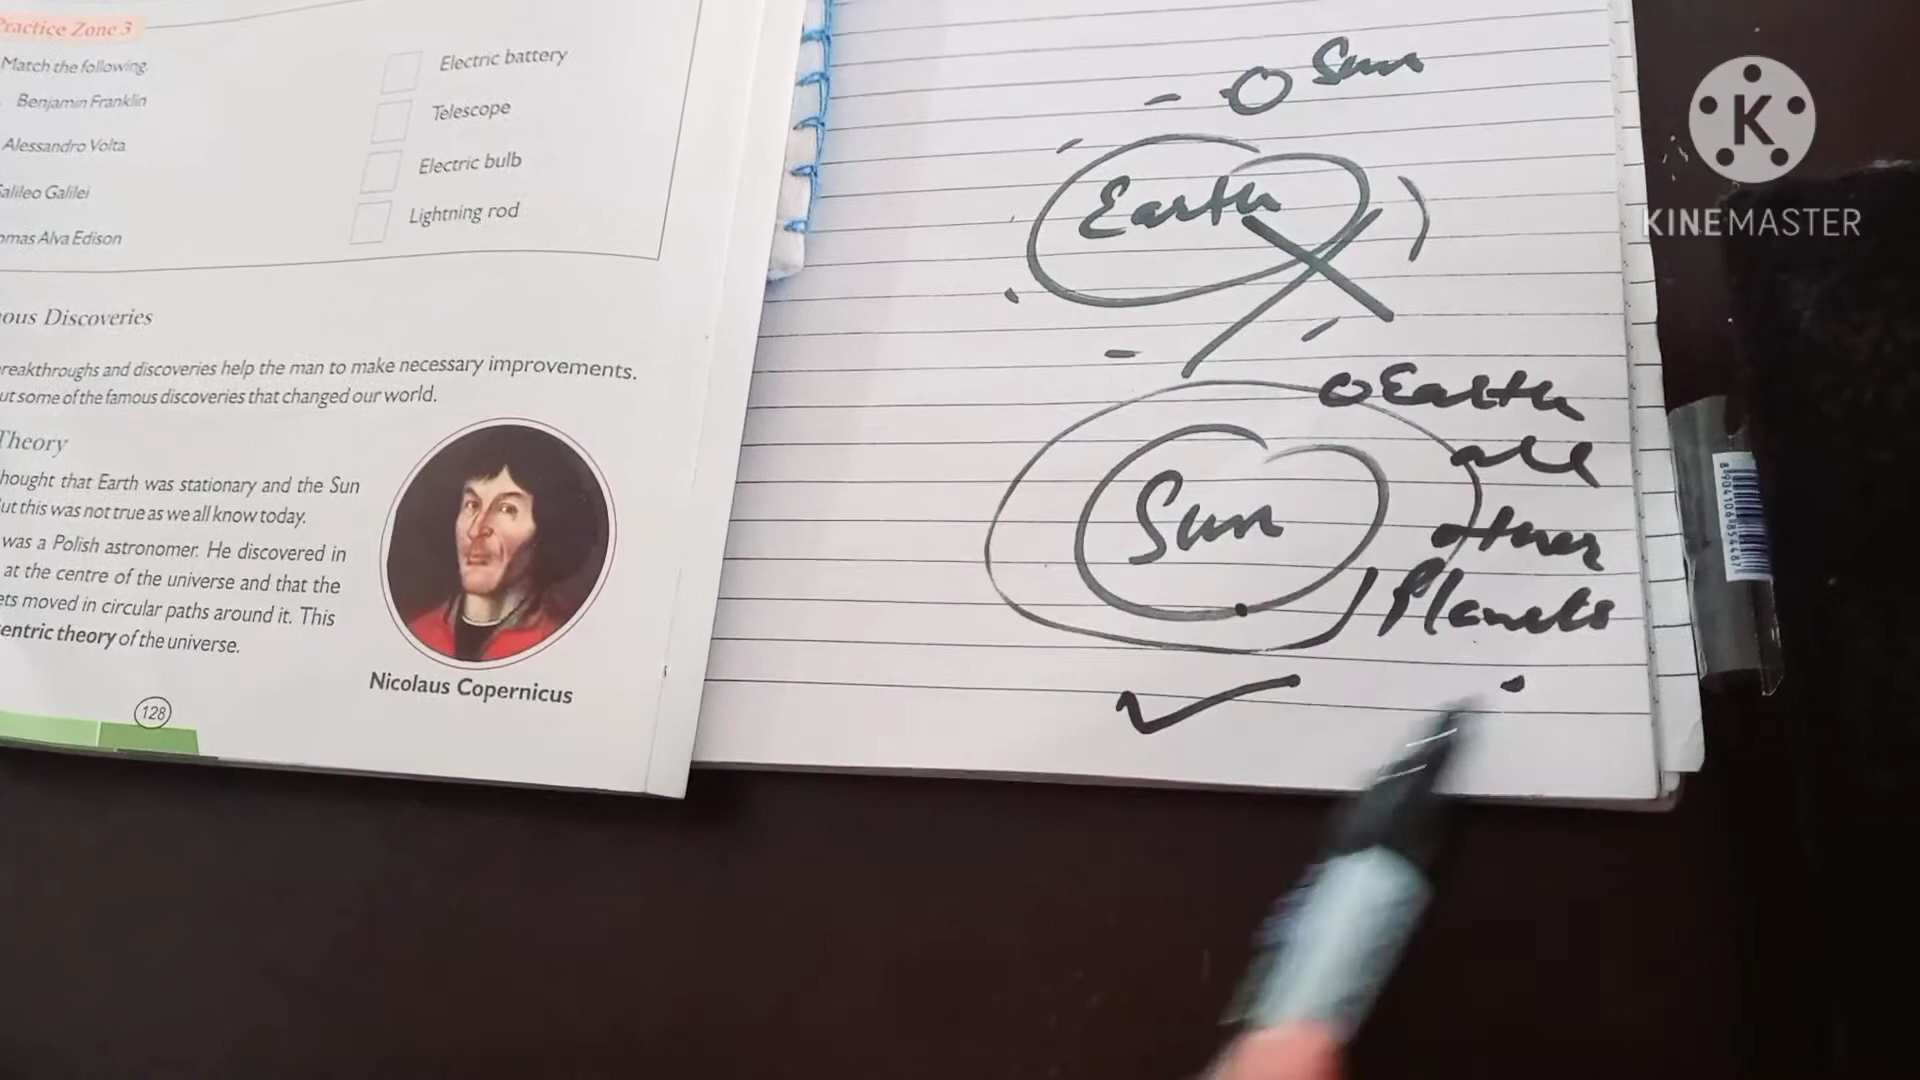 Practice Zone 3
Match the following.
Benjamin Franklin
Alessandro Volta
Galileo Galilei
omas Alva Edison
Electric battery
Telescope
Electric bulb
Lightning rod
ous Discoveries
reakthroughs and discoveries help the man to make necessary improvements.
ut some of the famous discoveries that changed our world.
Theory
hought that Earth was stationary and the Sun
ut this was not true as we all know today.
was a Polish astronomer. He discovered in
at the centre of the universe and that the
ets moved in circular paths around it. This
entric theory of the universe.
Nicolaus Copernicus
128
Sun
Earth
Earth
all
other
Planets
Sun
K
KINEMASTER